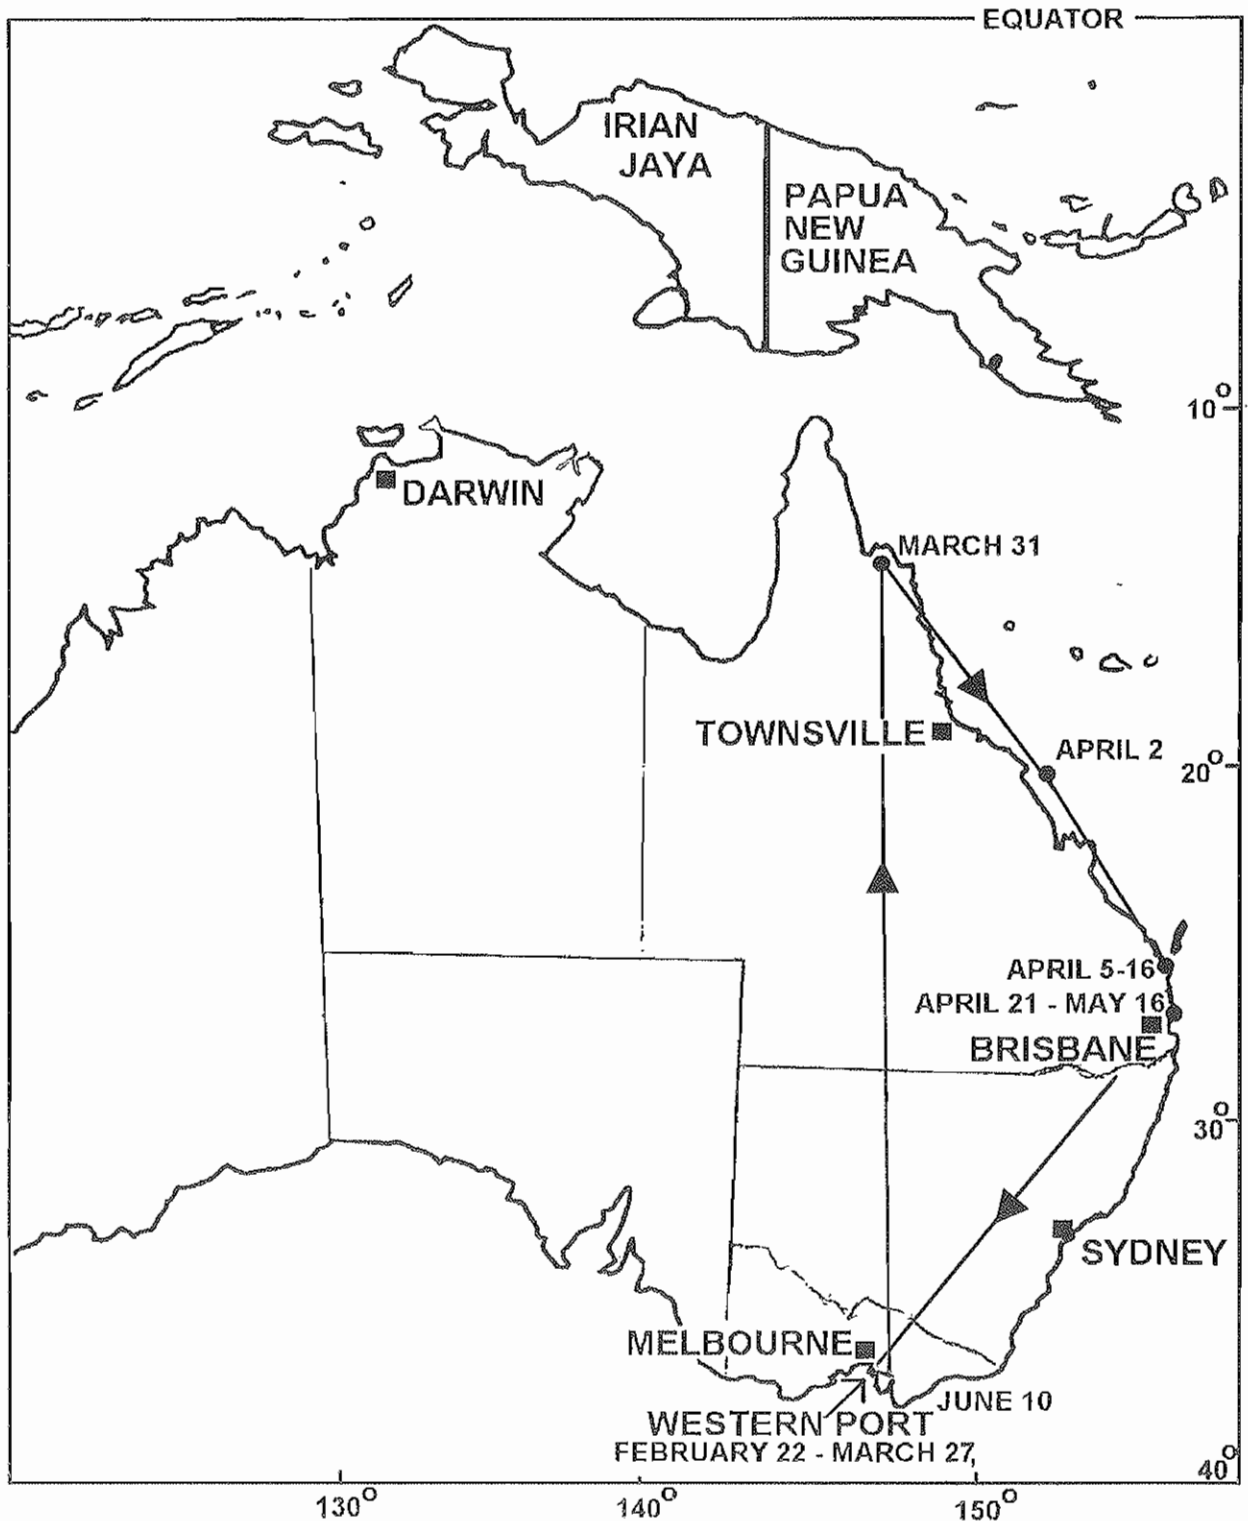 EQUATOR
IRIAN
JAYA
PAPUA
NEW
GUINEA
10°
DARWIN
MARCH 31
TOWNSVILLE
APRIL 2
20°
APRIL 5-16
APRIL 21 - MAY 16
BRISBANE
30°
SYDNEY
MELBOURNE
JUNE 10
WESTERN PORT
FEBRUARY 22 - MARCH 27,
40°
130°
140°
150°